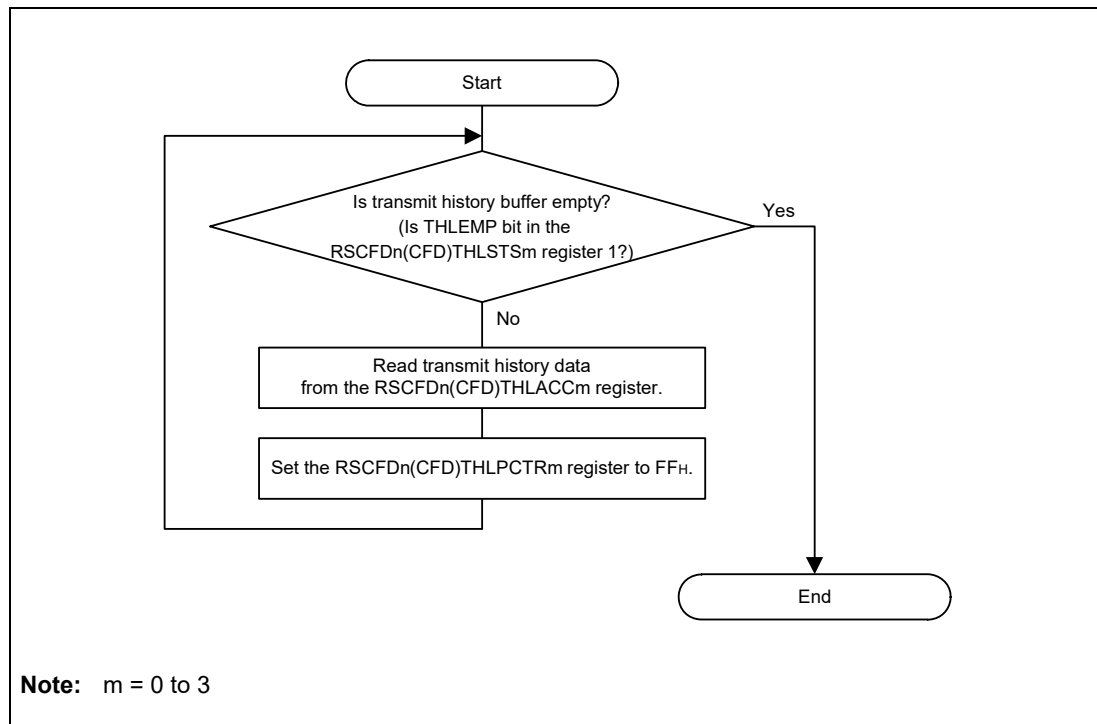 Start
Is transmit history buffer empty?
(Is THLEMP bit in the
RSCFDn(CFD)THLSTSm register 1?)
Yes
No
Read transmit history data
from the RSCFDn(CFD)THLACCm register.
Set the RSCFDn(CFD)THLPCTRm register to FFH.
End
Note: m = 0 to 3